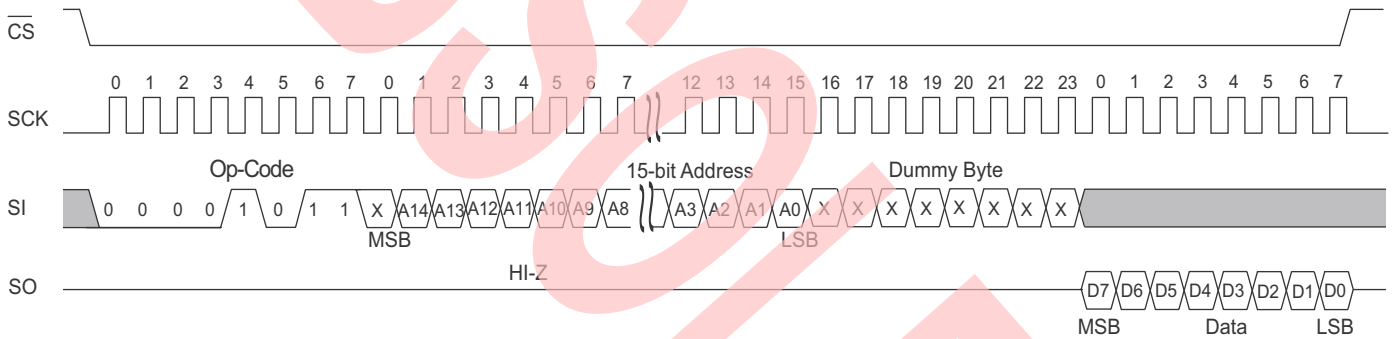 CS
0 1 2 3 4 5 6 7 0 1 2 3 4 5 6 7 12 13 14 15 16 17 18 19 20 21 22 23 0 1 2 3 4 5 6 7
SCK
Op-Code 15-bit Address Dummy Byte
SI 0 0 0 0 1 0 1 1 X A14 A13 A12 A11 A10 A9 A8 A3 A2 A1 A0 X X X X X X X X
MSB LSB
HI-Z
SO D7 D6 D5 D4 D3 D2 D1 D0
MSB Data LSB